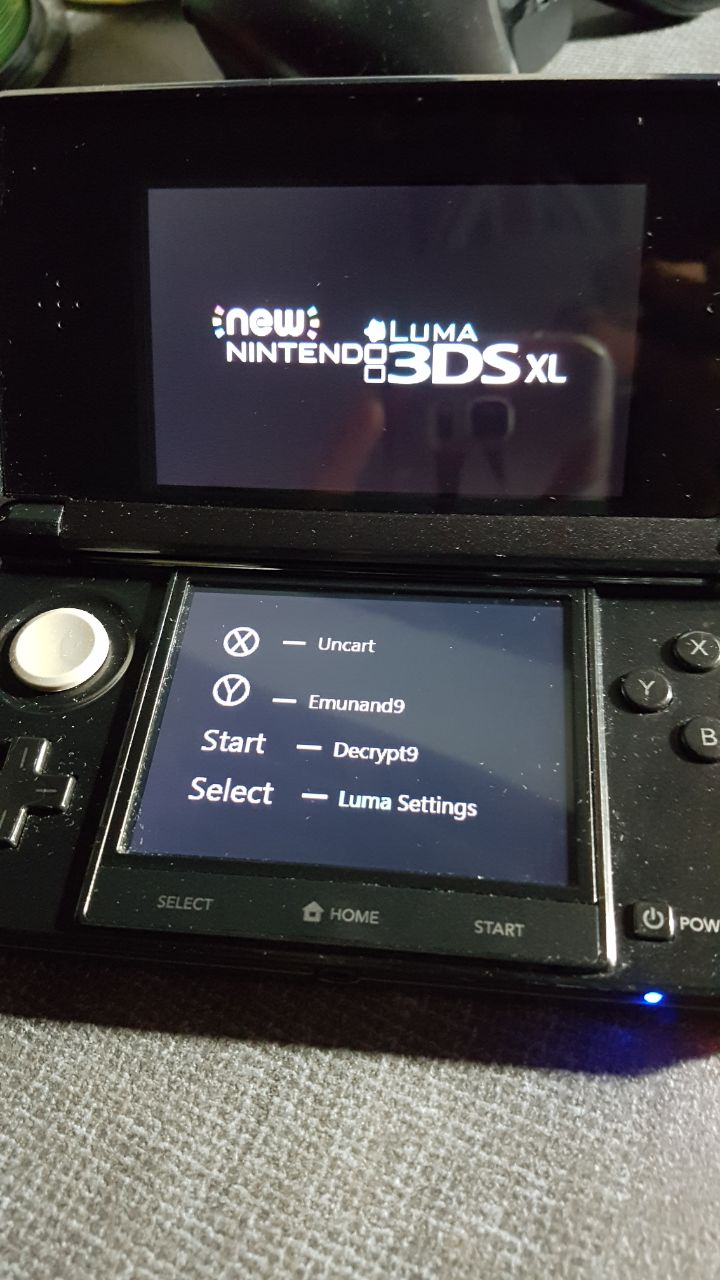 new
LUMA
NINTENDO 3DS XL
X — Uncart
Y — Emunand9
Start — Decrypt9
Select — Luma Settings
X
Y
B
SELECT
HOME
START
POW